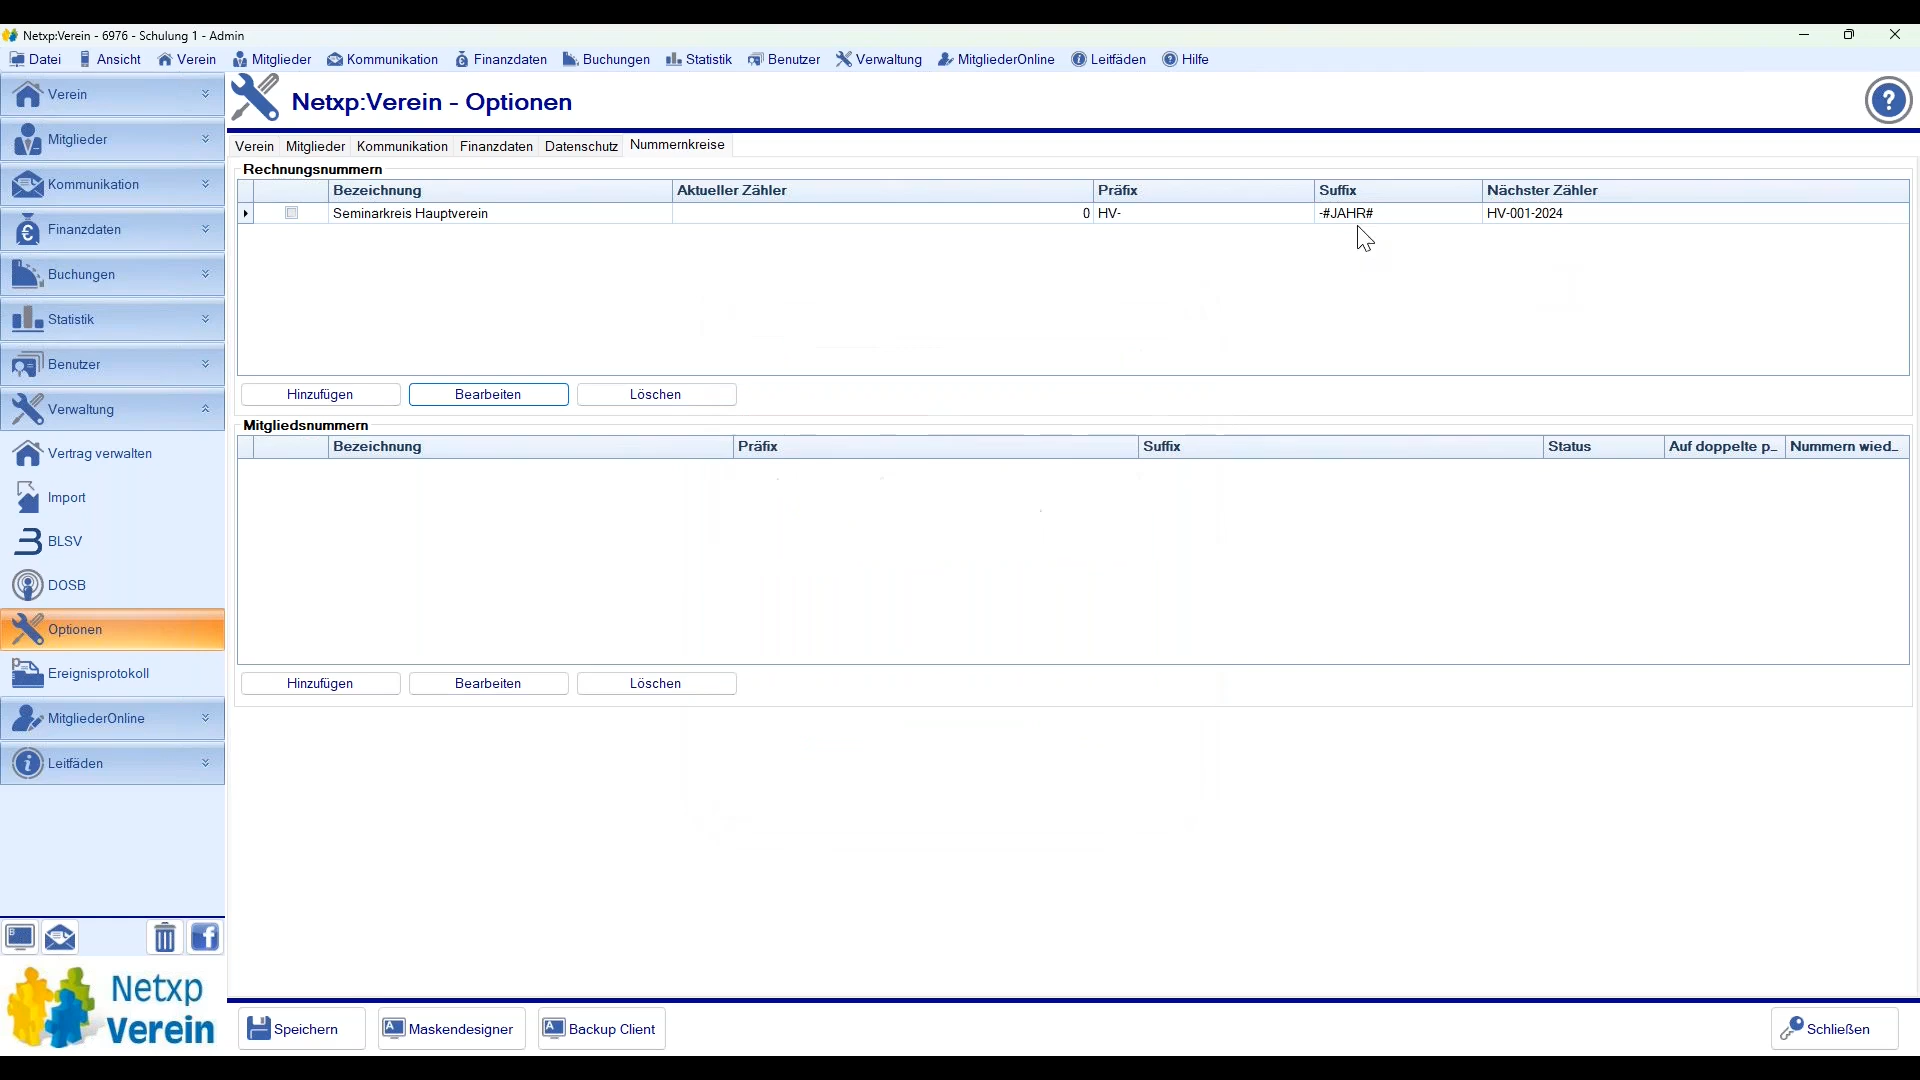 Netxp:Verein - 6976 - Schulung 1 - Admin
Datei Ansicht Verein Mitglieder Kommunikation Finanzdaten Buchungen Statistik Benutzer Verwaltung MitgliederOnline Leitfäden Hilfe
Verein
Mitglieder
Kommunikation
Finanzdaten
Buchungen
Statistik
Benutzer
Verwaltung
Vertrag verwalten
Import
BLSV
DOSB
Optionen
Ereignisprotokoll
MitgliederOnline
Leitfäden
Netxp
Verein
Netxp:Verein - Optionen
Verein Mitglieder Kommunikation Finanzdaten Datenschutz Nummernkreise
Rechnungsnummern
Bezeichnung Aktueller Zähler Präfix Suffix Nächster Zähler
Seminarkreis Hauptverein 0 HV- -#JAHR# HV-001-2024
Hinzufügen Bearbeiten Löschen
Mitgliedsnummern
Bezeichnung Präfix Suffix Status Auf doppelte p... Nummern wied...
Hinzufügen Bearbeiten Löschen
Speichern Maskendesigner Backup Client Schließen